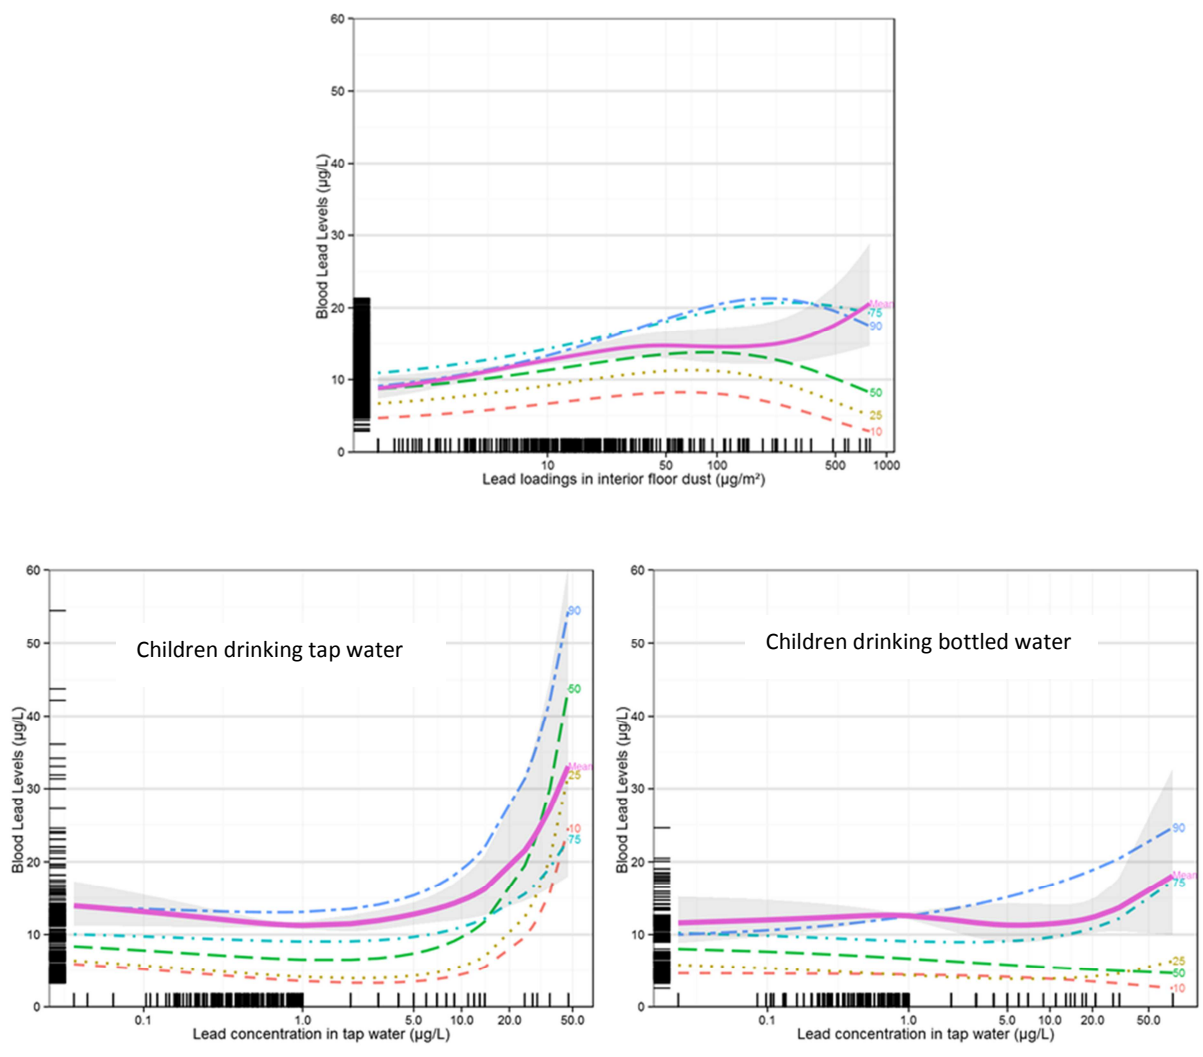 60
50
40
30
20
10
0
Blood Lead Levels (µg/L)
Mean
75
90
50
25
10
10 50 100 500 1000
Lead loadings in interior floor dust (µg/m²)
60
50
40
30
20
10
0
Blood Lead Levels (µg/L)
Children drinking tap water
90
50
Mean
25
10
75
0.1 1.0 5.0 10.0 20.0 50.0
Lead concentration in tap water (µg/L)
60
50
40
30
20
10
0
Blood Lead Levels (µg/L)
Children drinking bottled water
90
Mean
75
25
50
10
0.1 1.0 5.0 10.0 20.0 50.0
Lead concentration in tap water (µg/L)